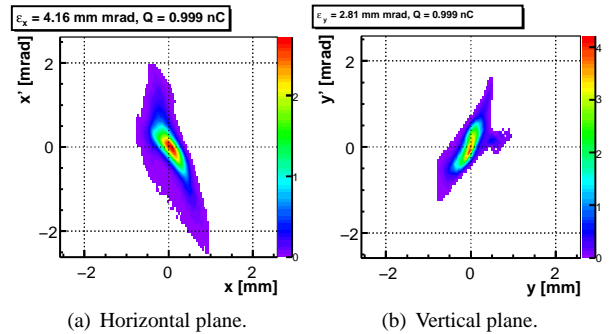 ε_x = 4.16 mm mrad, Q = 0.999 nC
x' [mrad]
2
0
−2
−2
0
2
x [mm]
2
1
0
(a) Horizontal plane.
ε_y = 2.81 mm mrad, Q = 0.999 nC
y' [mrad]
2
0
−2
−2
0
2
y [mm]
4
3
2
1
0
(b) Vertical plane.